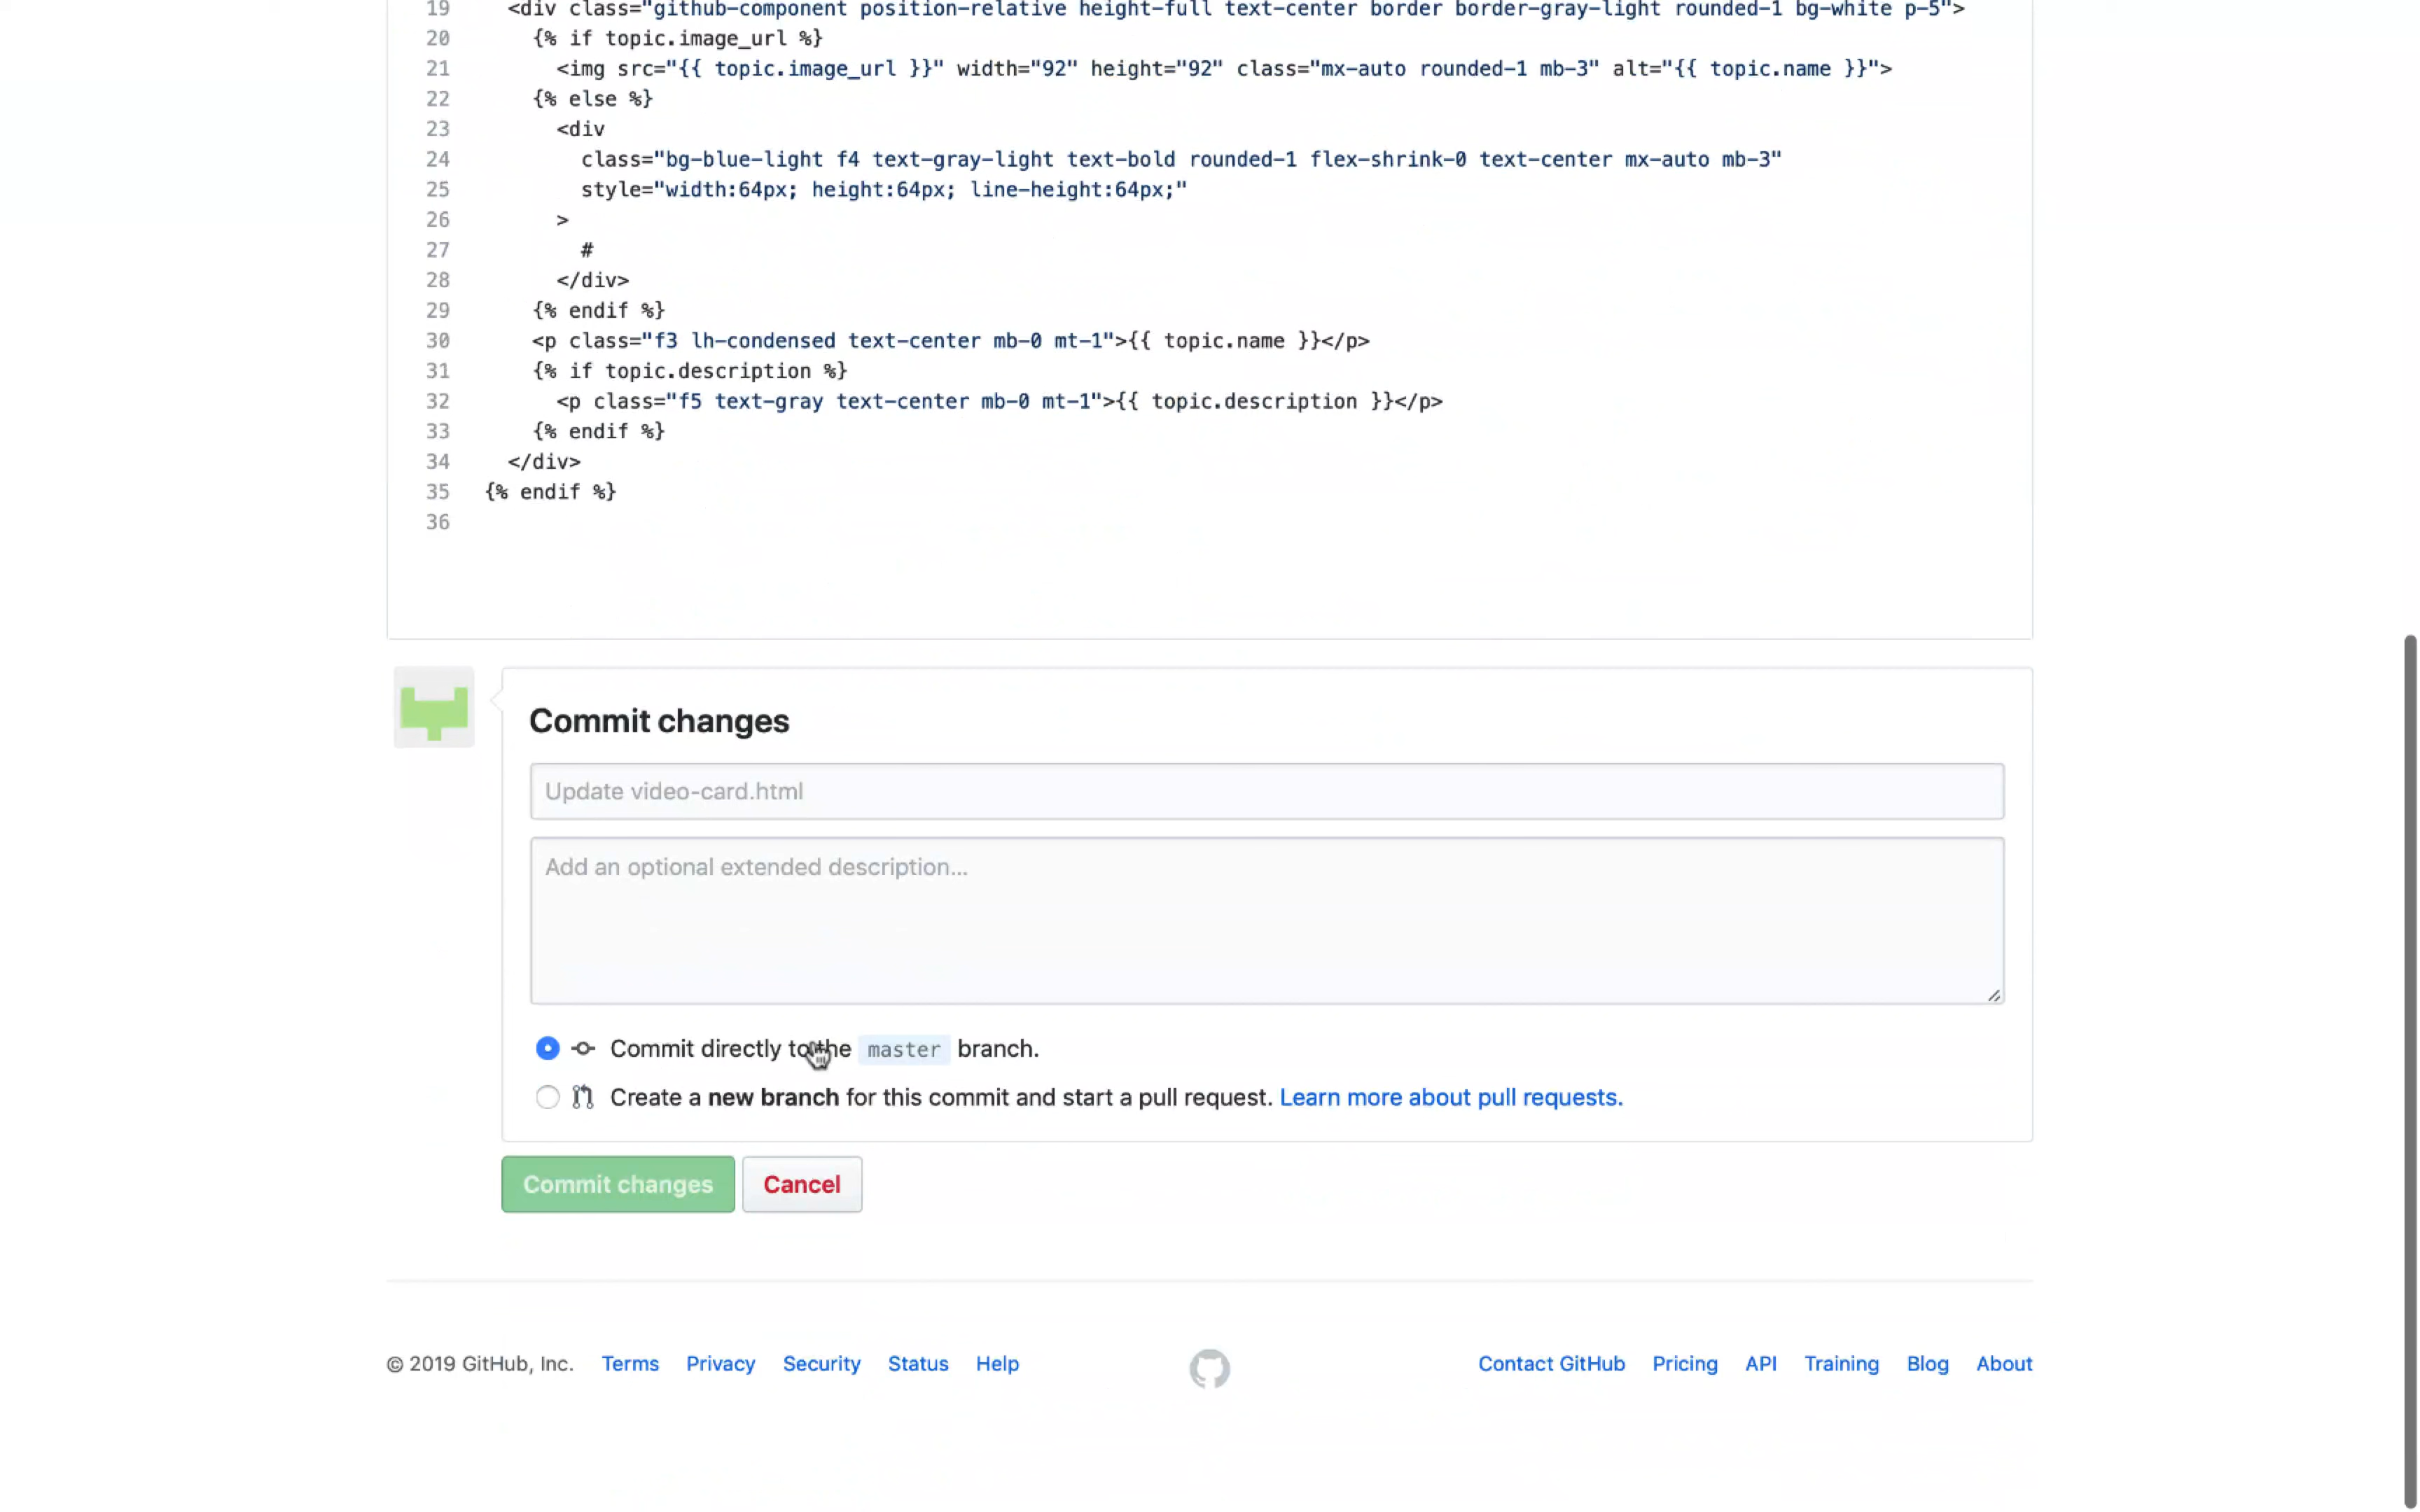 19 <div class="github-component position-relative height-full text-center border border-gray-light rounded-1 bg-white p-5">
20 {% if topic.image_url %}
21 <img src="{{ topic.image_url }}" width="92" height="92" class="mx-auto rounded-1 mb-3" alt="{{ topic.name }}">
22 {% else %}
23 <div
24 class="bg-blue-light f4 text-gray-light text-bold rounded-1 flex-shrink-0 text-center mx-auto mb-3"
25 style="width:64px; height:64px; line-height:64px;"
26 >
27 #
28 </div>
29 {% endif %}
30 <p class="f3 lh-condensed text-center mb-0 mt-1">{{ topic.name }}</p>
31 {% if topic.description %}
32 <p class="f5 text-gray text-center mb-0 mt-1">{{ topic.description }}</p>
33 {% endif %}
34 </div>
35 {% endif %}
36
Commit changes
Update video-card.html
Add an optional extended description...
Commit directly to the master branch.
Create a new branch for this commit and start a pull request. Learn more about pull requests.
Commit changes Cancel
© 2019 GitHub, Inc. Terms Privacy Security Status Help Contact GitHub Pricing API Training Blog About